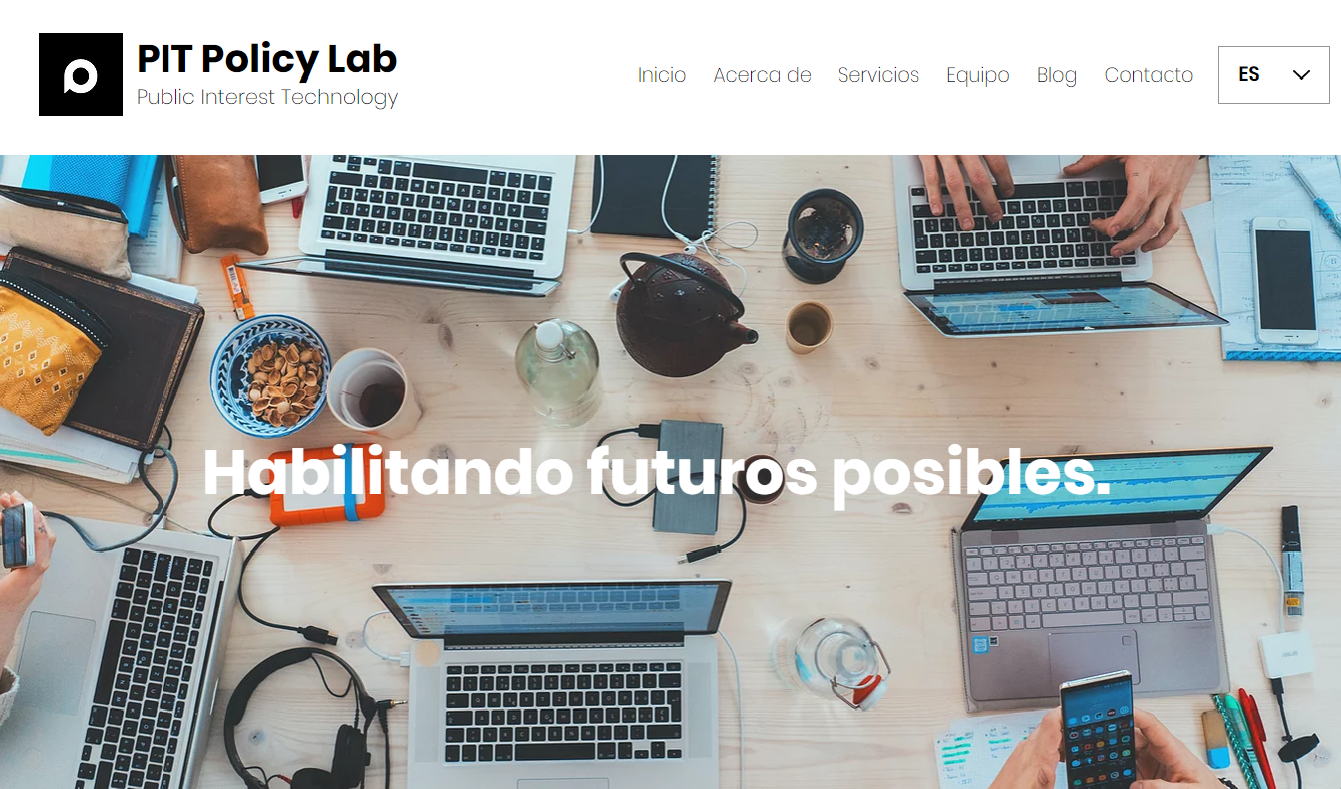 PIT Policy Lab
Public Interest Technology
Inicio Acerca de Servicios Equipo Blog Contacto ES
Habilitando futuros posibles.